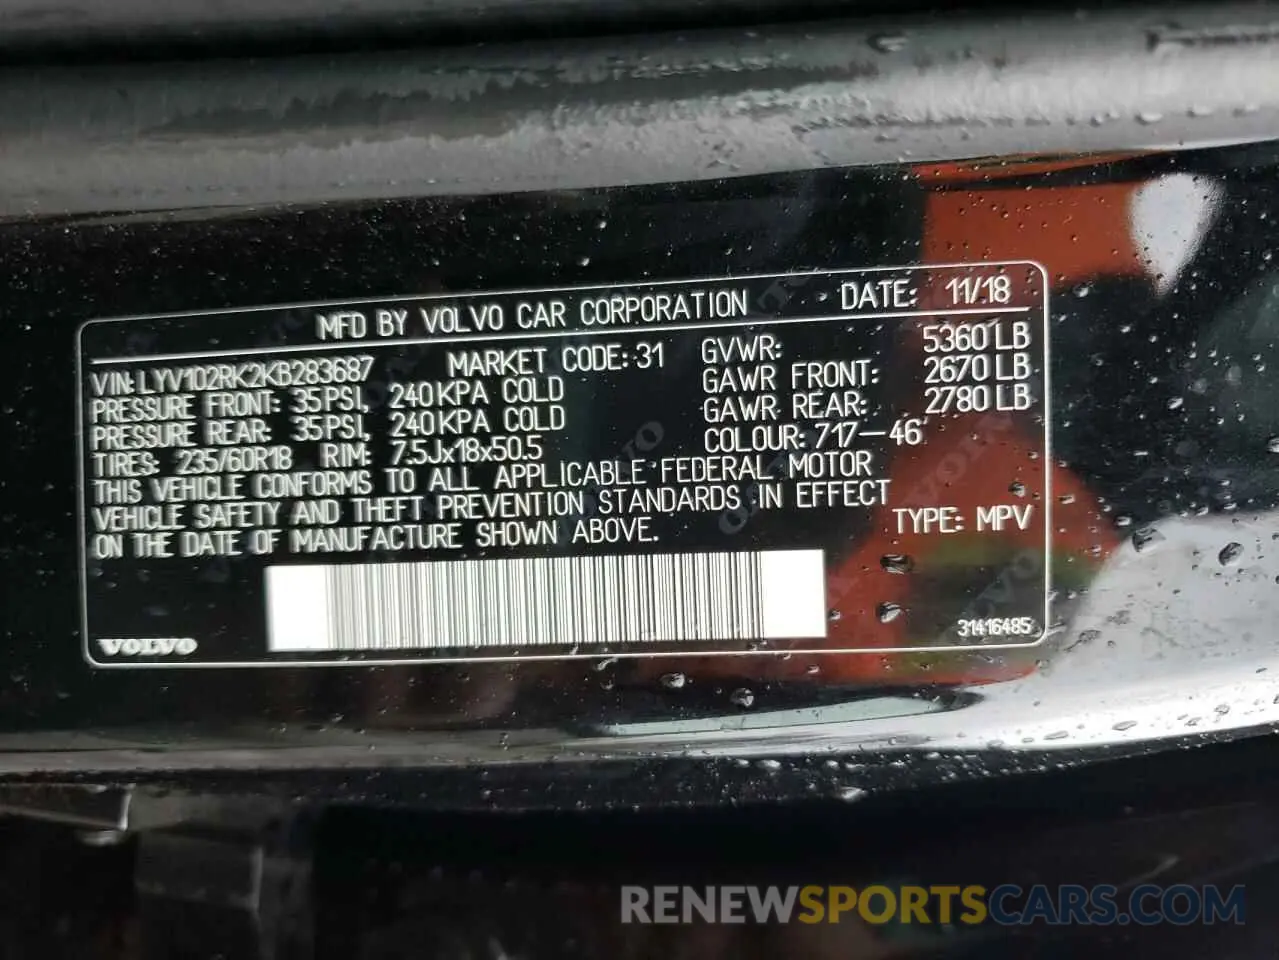 MFD BY VOLVO CAR CORPORATION DATE: 11/18
VIN: LYV102RK2KB283687 MARKET CODE: 31 GVWR: 5360 LB
PRESSURE FRONT: 35 PSI, 240 KPA COLD GAWR FRONT: 2670 LB
PRESSURE REAR: 35 PSI, 240 KPA COLD GAWR REAR: 2780 LB
TIRES: 235/60R18 RIM: 7.5Jx18x50.5 COLOUR: 717-46
THIS VEHICLE CONFORMS TO ALL APPLICABLE FEDERAL MOTOR
VEHICLE SAFETY AND THEFT PREVENTION STANDARDS IN EFFECT
ON THE DATE OF MANUFACTURE SHOWN ABOVE. TYPE: MPV
VOLVO 31416485
RENEWSPORTSCARS.COM